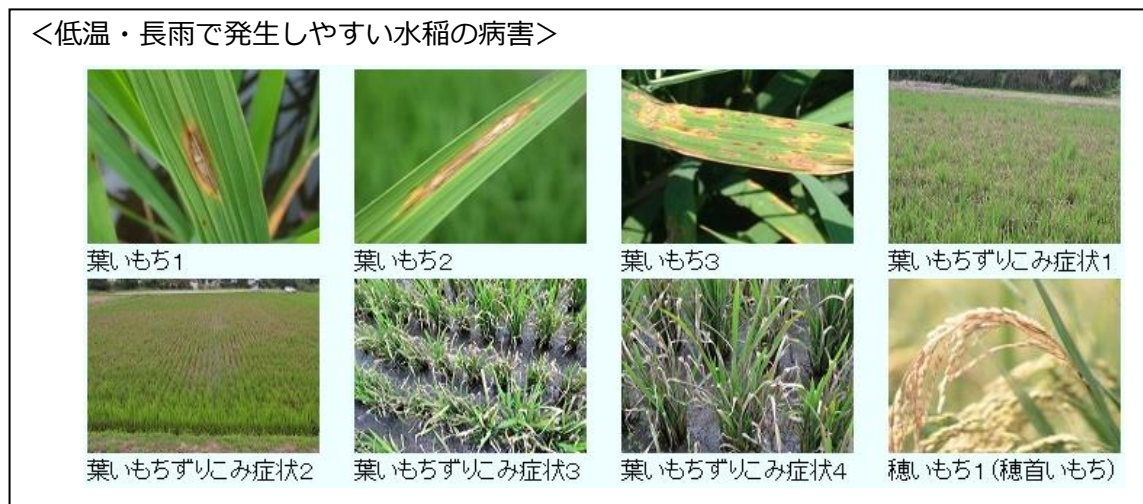 ＜低温・長雨で発生しやすい水稲の病害＞
葉いもち1
葉いもち2
葉いもち3
葉いもちずりこみ症状1
葉いもちずりこみ症状2
葉いもちずりこみ症状3
葉いもちずりこみ症状4
穂いもち1(穂首いもち)